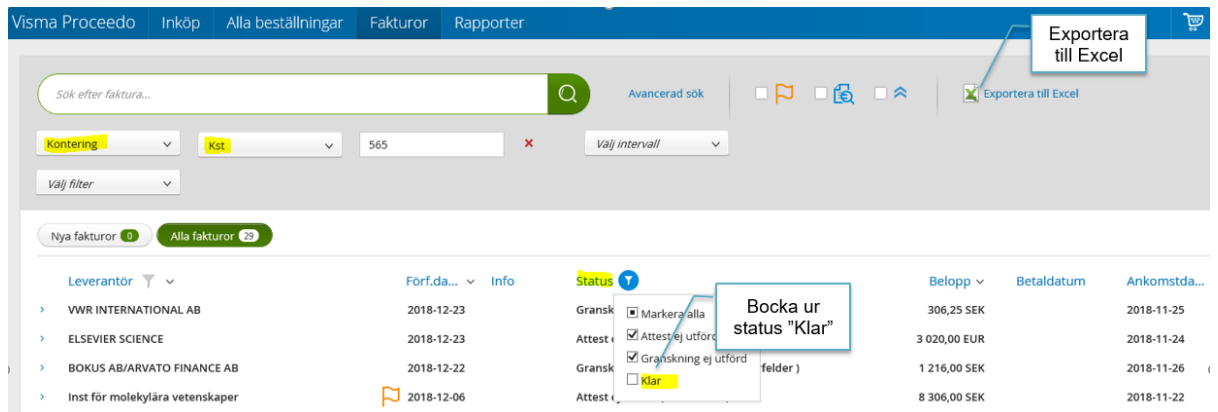 Visma Proceedo Inköp Alla beställningar Fakturor Rapporter
Exportera
till Excel
Sök efter faktura...
Avancerad sök
Exportera till Excel
Kontering Kst 565 Välj intervall
Välj filter
Nya fakturor 0 Alla fakturor 29
Leverantör Förf.da... Info Status Belopp Betaldatum Ankomstda...
VWR INTERNATIONAL AB 2018-12-23 Gransk 306,25 SEK 2018-11-25
Markera alla
Bocka ur
status ”Klar”
ELSEVIER SCIENCE 2018-12-23 Attest 3 020,00 EUR 2018-11-24
Attest ej utförd
Granskning ej utförd
BOKUS AB/ARVATO FINANCE AB 2018-12-22 Gransk felder ) 1 216,00 SEK 2018-11-26
Klar
Inst för molekylära vetenskaper 2018-12-06 Attest 8 306,00 SEK 2018-11-22